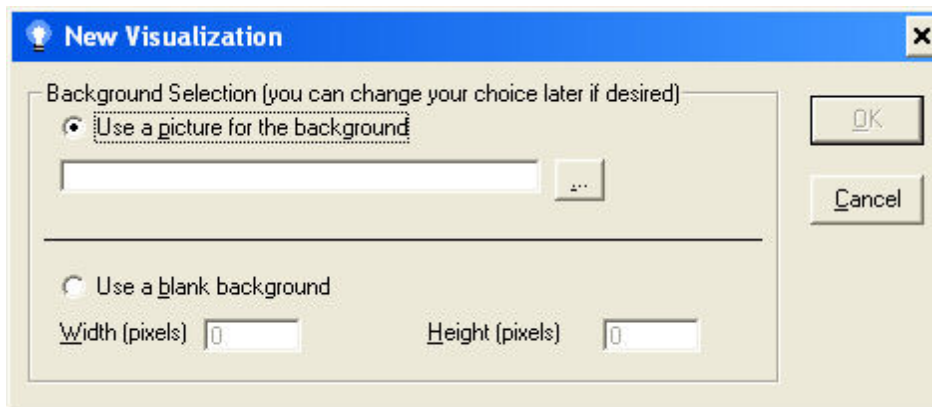 New Visualization
Background Selection (you can change your choice later if desired)
Use a picture for the background
...
OK
Cancel
Use a blank background
Width (pixels) 0 Height (pixels) 0